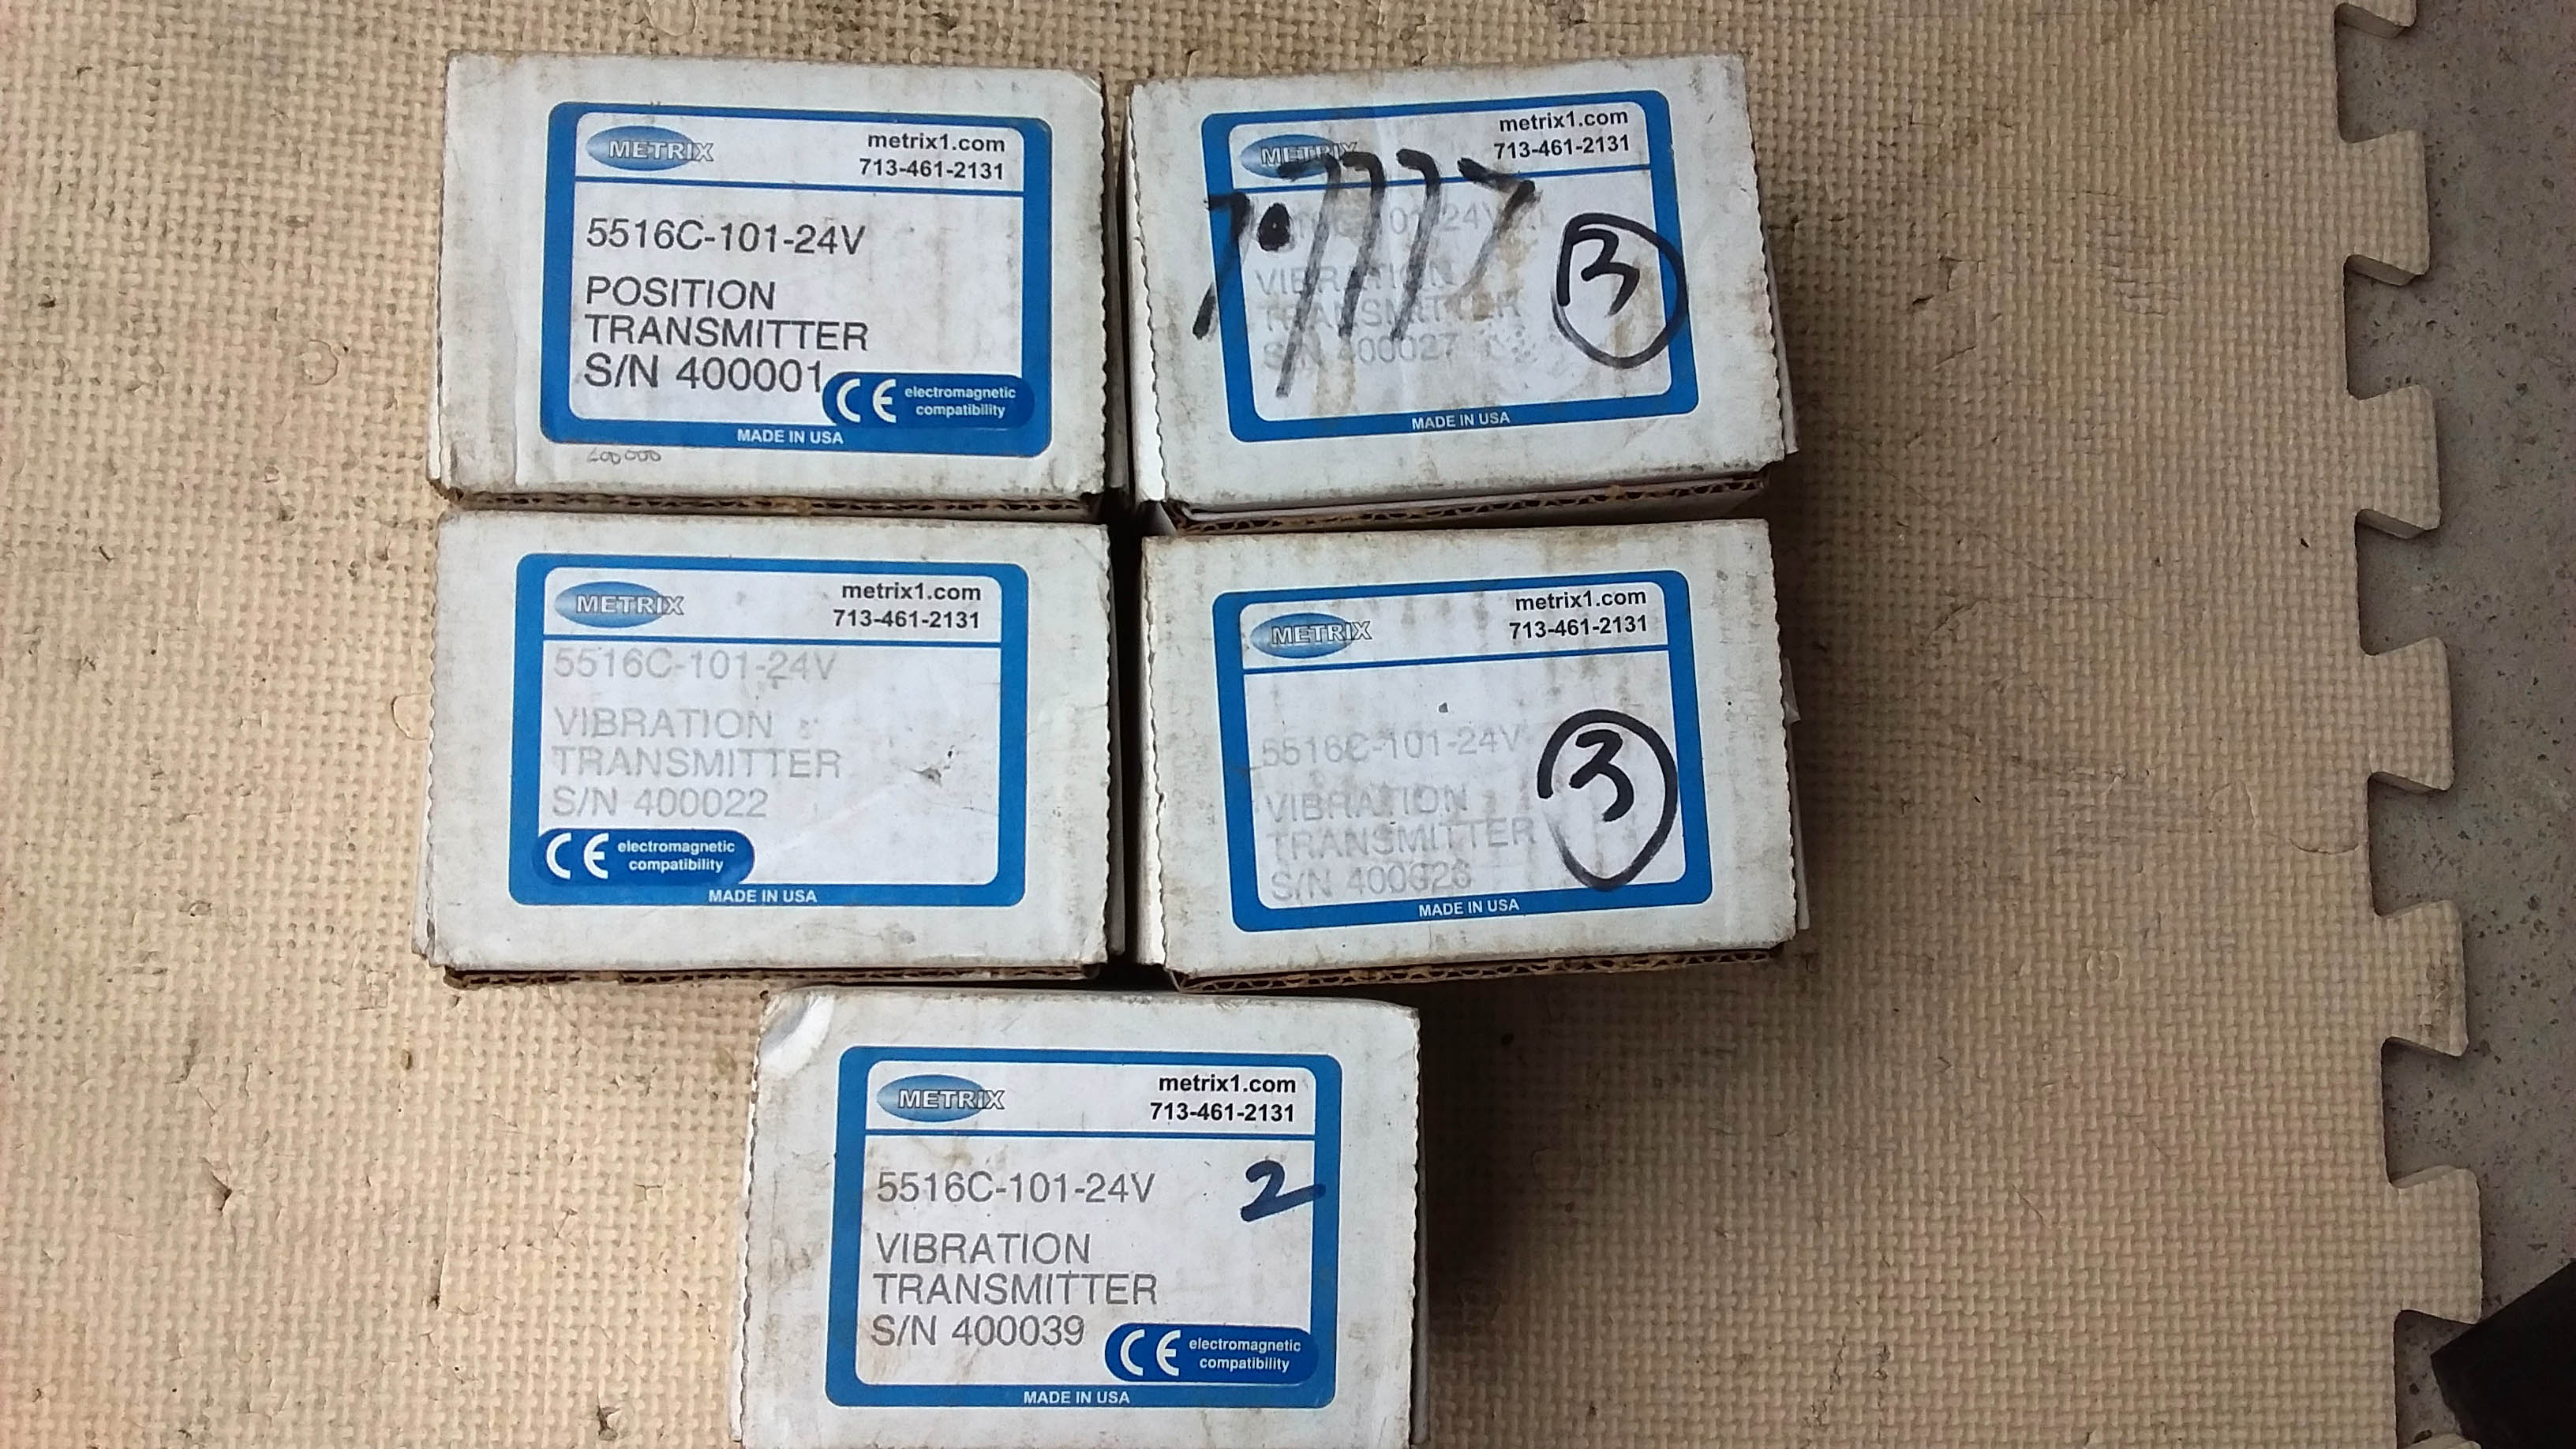 METRIX
metrix1.com
713-461-2131
5516C-101-24V
POSITION
TRANSMITTER
S/N 400001
CE electromagnetic
compatibility
MADE IN USA
METRIX
metrix1.com
713-461-2131
101-24V
VIBRATION
TRANSMITTER
S/N 400027
3
MADE IN USA
METRIX
metrix1.com
713-461-2131
5516C-101-24V
VIBRATION
TRANSMITTER
S/N 400022
CE electromagnetic
compatibility
MADE IN USA
METRIX
metrix1.com
713-461-2131
5516C-101-24V
3
VIBRATION
TRANSMITTER
S/N 400026
MADE IN USA
METRIX
metrix1.com
713-461-2131
5516C-101-24V
2
VIBRATION
TRANSMITTER
S/N 400039
CE electromagnetic
compatibility
MADE IN USA